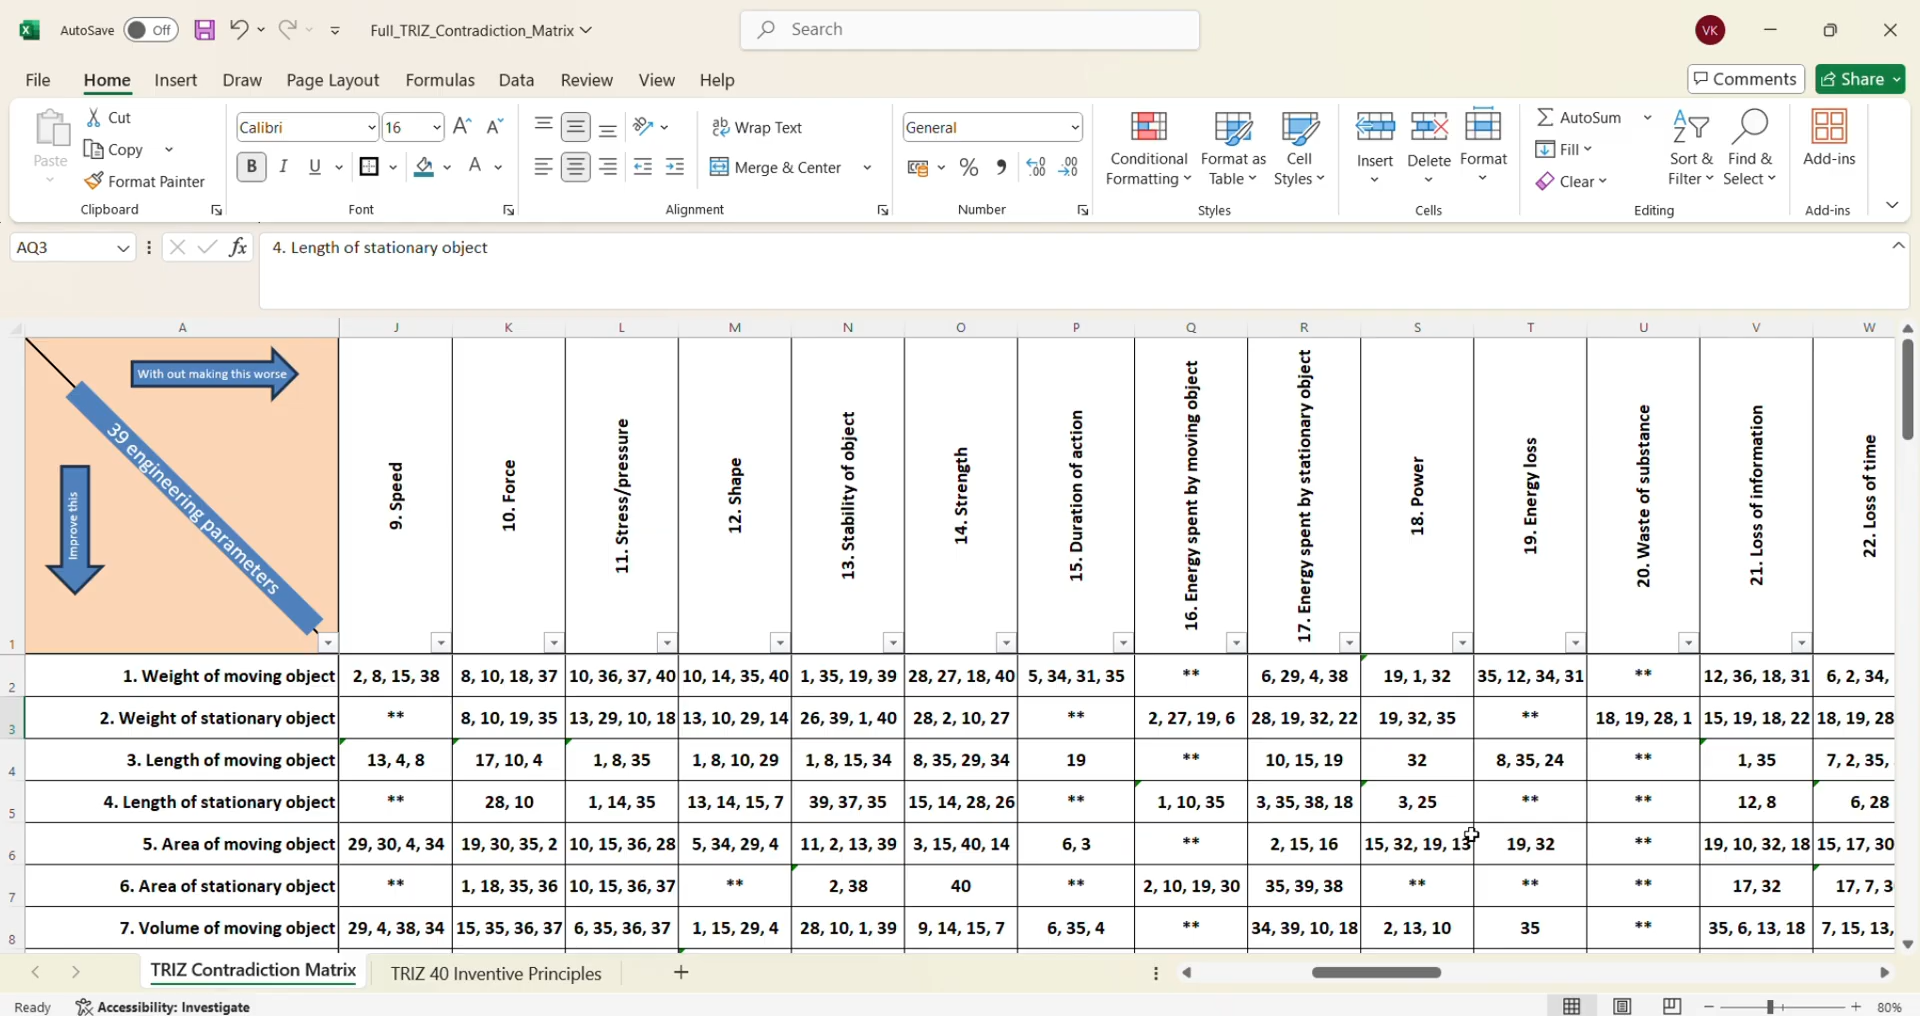 AutoSave Off Full_TRIZ_Contradiction_Matrix Search VK
File Home Insert Draw Page Layout Formulas Data Review View Help Comments Share
Paste Cut Copy Format Painter Clipboard
Calibri 16 B I U A Font
Wrap Text Merge & Center Alignment
General % Number
Conditional Formatting Format as Table Cell Styles Styles
Insert Delete Format Cells
AutoSum Fill Clear Sort & Filter Find & Select Editing
Add-ins Add-ins
AQ3 fx 4. Length of stationary object
A J K L M N O P Q R S T U V W
With out making this worse
39 engineering parameters
Improve this
1 9. Speed 10. Force 11. Stress/pressure 12. Shape 13. Stability of object 14. Strength 15. Duration of action 16. Energy spent by moving object 17. Energy spent by stationary object 18. Power 19. Energy loss 20. Waste of substance 21. Loss of information 22. Loss of time
2 1. Weight of moving object 2, 8, 15, 38 8, 10, 18, 37 10, 36, 37, 40 10, 14, 35, 40 1, 35, 19, 39 28, 27, 18, 40 5, 34, 31, 35 ** 6, 29, 4, 38 19, 1, 32 35, 12, 34, 31 ** 12, 36, 18, 31 6, 2, 34,
3 2. Weight of stationary object ** 8, 10, 19, 35 13, 29, 10, 18 13, 10, 29, 14 26, 39, 1, 40 28, 2, 10, 27 ** 2, 27, 19, 6 28, 19, 32, 22 19, 32, 35 ** 18, 19, 28, 1 15, 19, 18, 22 18, 19, 28
4 3. Length of moving object 13, 4, 8 17, 10, 4 1, 8, 35 1, 8, 10, 29 1, 8, 15, 34 8, 35, 29, 34 19 ** 10, 15, 19 32 8, 35, 24 ** 1, 35 7, 2, 35,
5 4. Length of stationary object ** 28, 10 1, 14, 35 13, 14, 15, 7 39, 37, 35 15, 14, 28, 26 ** 1, 10, 35 3, 35, 38, 18 3, 25 ** ** 12, 8 6, 28
6 5. Area of moving object 29, 30, 4, 34 19, 30, 35, 2 10, 15, 36, 28 5, 34, 29, 4 11, 2, 13, 39 3, 15, 40, 14 6, 3 ** 2, 15, 16 15, 32, 19, 13 19, 32 ** 19, 10, 32, 18 15, 17, 30
7 6. Area of stationary object ** 1, 18, 35, 36 10, 15, 36, 37 ** 2, 38 40 ** 2, 10, 19, 30 35, 39, 38 ** ** ** 17, 32 17, 7, 3
8 7. Volume of moving object 29, 4, 38, 34 15, 35, 36, 37 6, 35, 36, 37 1, 15, 29, 4 28, 10, 1, 39 9, 14, 15, 7 6, 35, 4 ** 34, 39, 10, 18 2, 13, 10 35 ** 35, 6, 13, 18 7, 15, 13,
TRIZ Contradiction Matrix TRIZ 40 Inventive Principles
Ready Accessibility: Investigate 80%